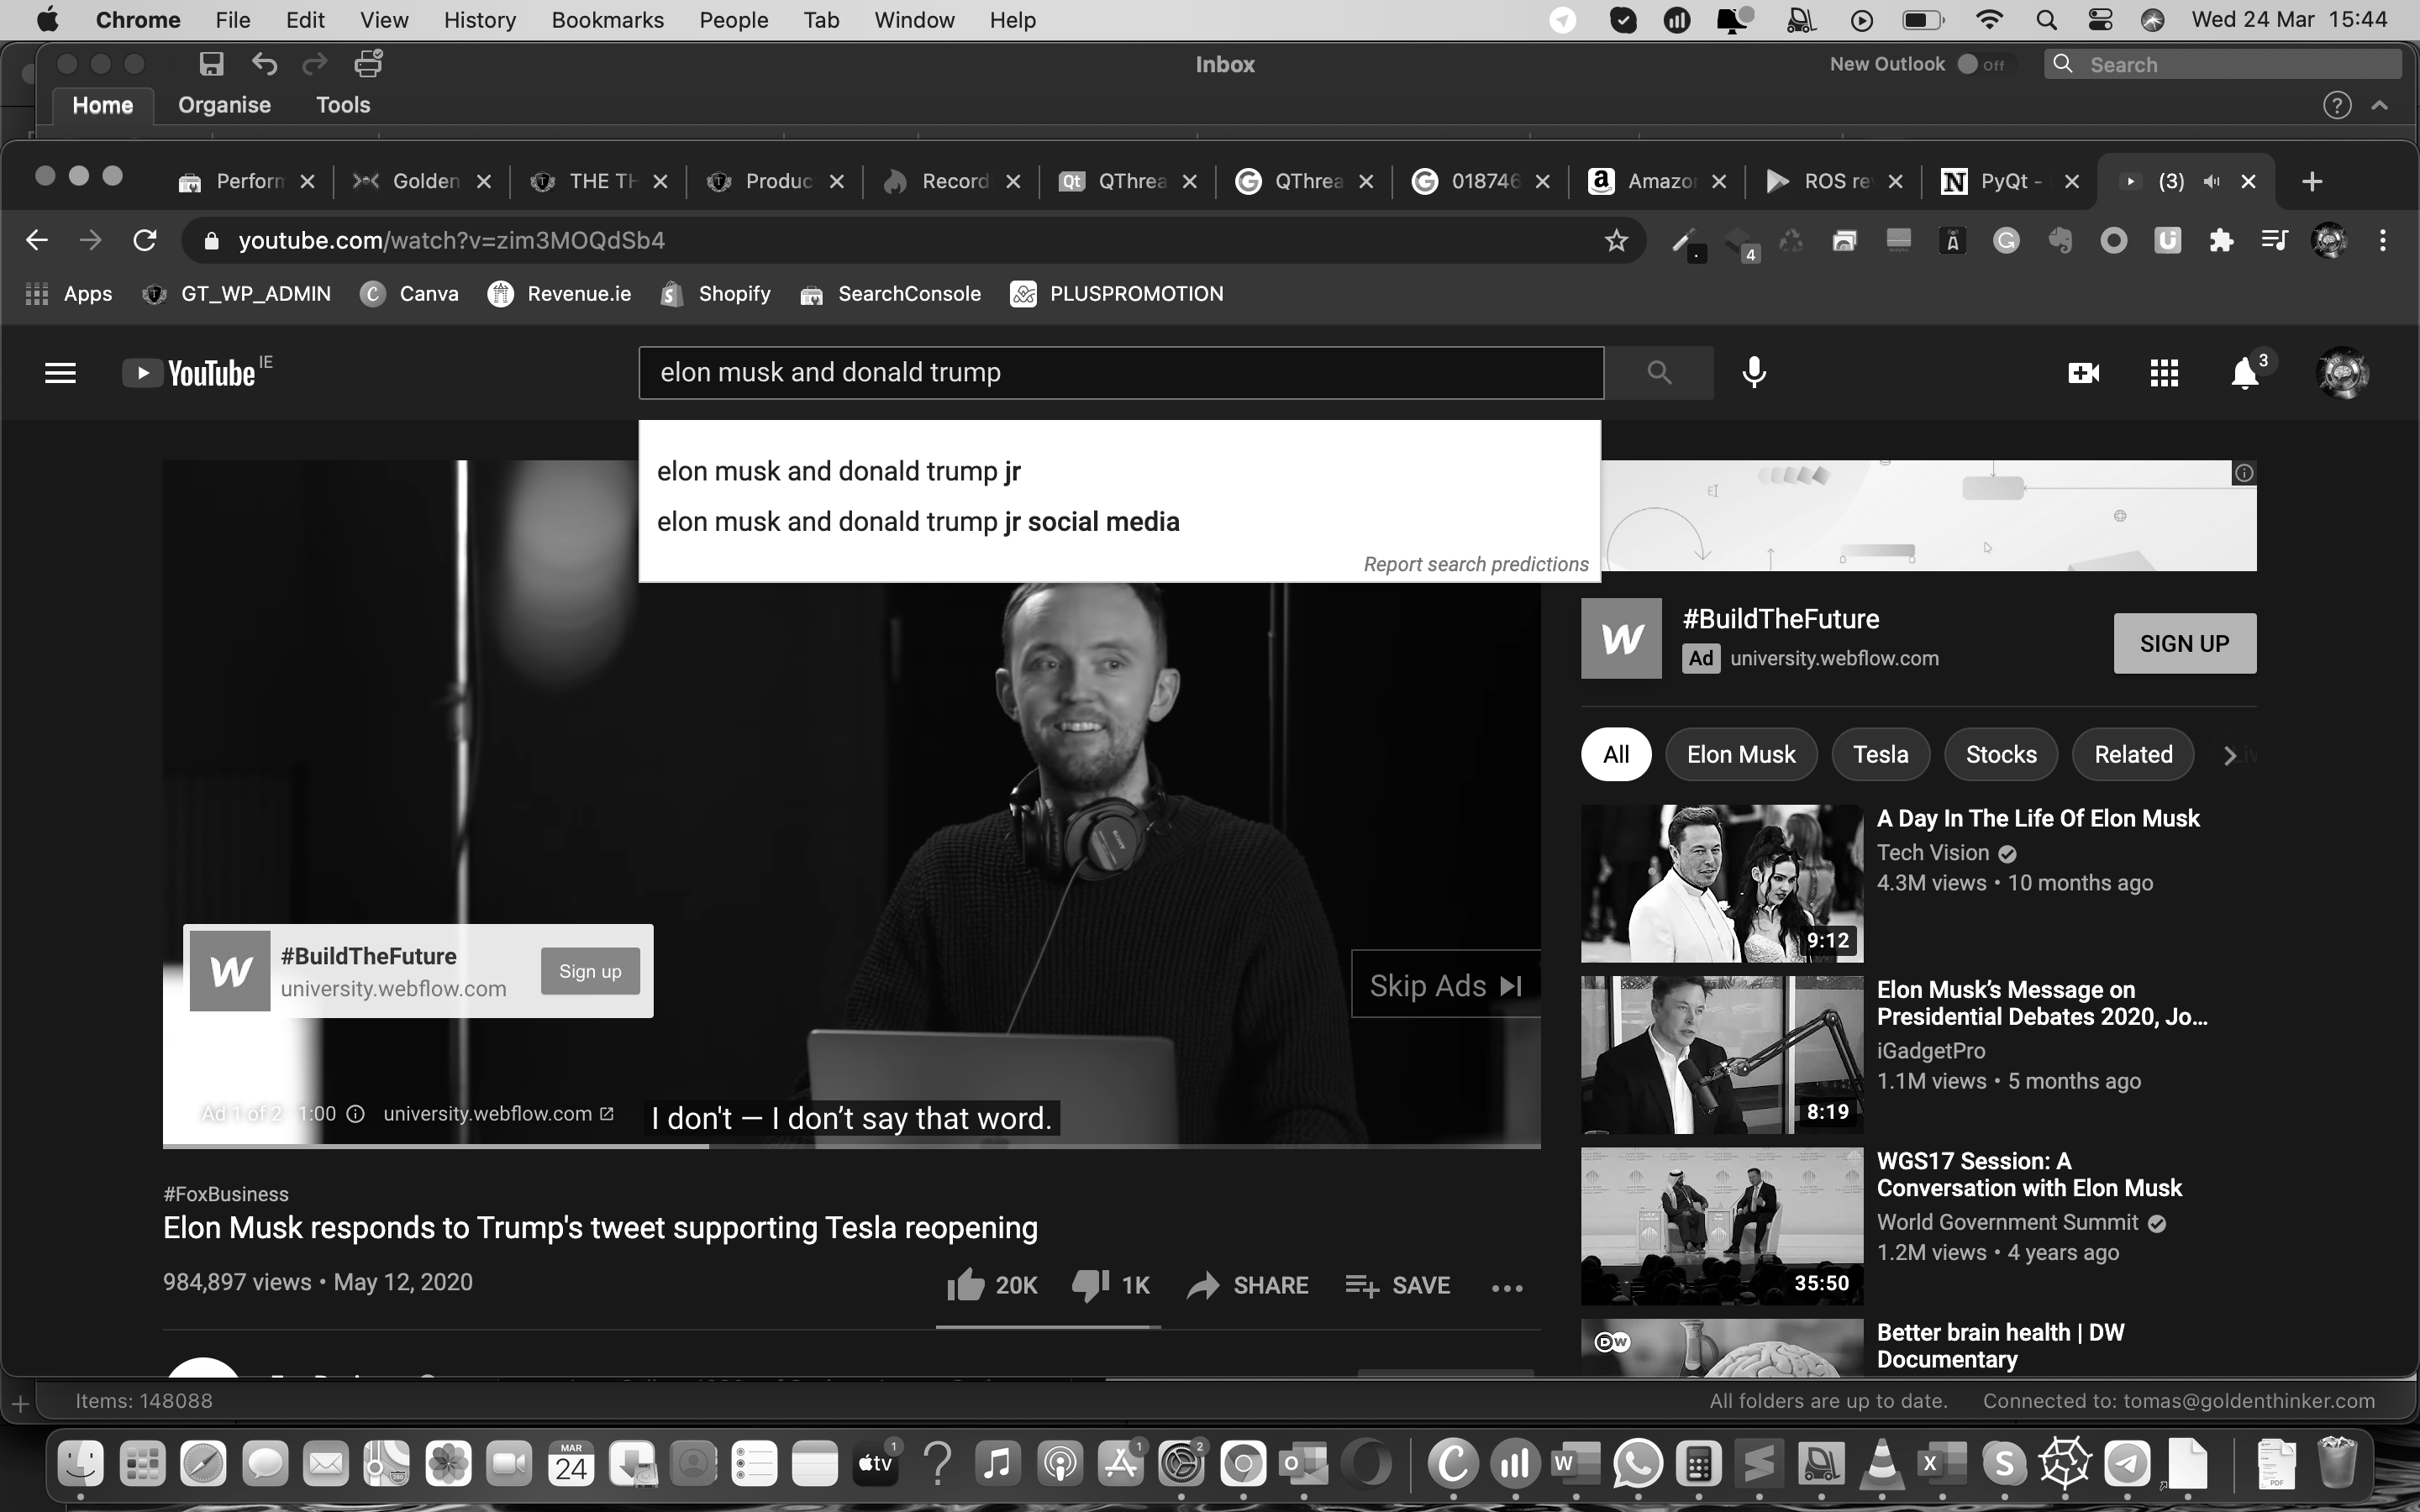 Chrome File Edit View History Bookmarks People Tab Window Help Wed 24 Mar 15:44
Inbox New Outlook Off Search
Home Organise Tools
Perform Golden THE TH Produc Record QThrea QThrea 018746 Amazon ROS re PyQt - (3)
youtube.com/watch?v=zim3MOQdSb4
4
Apps GT_WP_ADMIN Canva Revenue.ie Shopify SearchConsole PLUSPROMOTION
YouTube IE
elon musk and donald trump
3
elon musk and donald trump jr
elon musk and donald trump jr social media
Report search predictions
#BuildTheFuture
Ad university.webflow.com
SIGN UP
All Elon Musk Tesla Stocks Related
A Day In The Life Of Elon Musk
Tech Vision
4.3M views • 10 months ago
9:12
Elon Musk’s Message on
Presidential Debates 2020, Jo...
iGadgetPro
1.1M views • 5 months ago
8:19
WGS17 Session: A
Conversation with Elon Musk
World Government Summit
1.2M views • 4 years ago
35:50
DW
Better brain health | DW
Documentary
#BuildTheFuture
university.webflow.com
Sign up
Skip Ads
SONY
Ad 1 of 2 1:00 university.webflow.com
I don't — I don’t say that word.
#FoxBusiness
Elon Musk responds to Trump's tweet supporting Tesla reopening
984,897 views • May 12, 2020
20K 1K SHARE SAVE
Items: 148088 All folders are up to date. Connected to: tomas@goldenthinker.com
MAR
24
tv
1
1
2
PDF